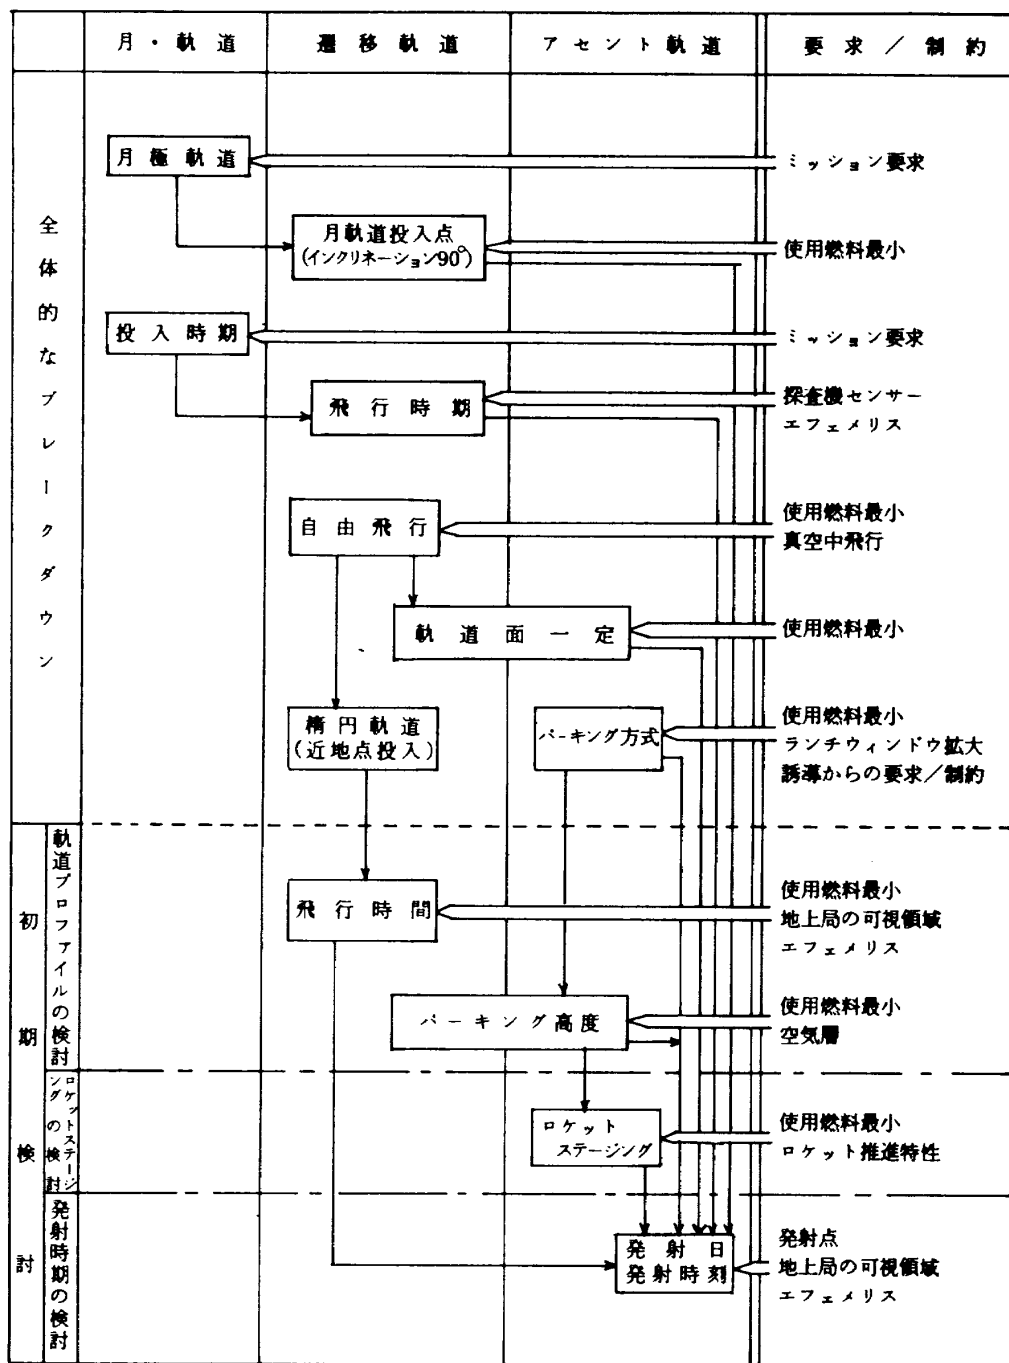 月・軌道
遷移軌道
アセント軌道
要求／制約
全体的なブレークダウン
月極軌道
ミッション要求
月軌道投入点
(インクリネーション90°)
使用燃料最小
投入時期
ミッション要求
飛行時期
探査機センサー
エフェメリス
自由飛行
使用燃料最小
真空中飛行
軌道面一定
使用燃料最小
楕円軌道
(近地点投入)
パーキング方式
使用燃料最小
ランチウィンドウ拡大
誘導からの要求／制約
初期検討
軌道プロファイルの検討
飛行時間
使用燃料最小
地上局の可視領域
エフェメリス
パーキング高度
使用燃料最小
空気層
ロケットステージ
ングの検討
ロケット
ステージング
使用燃料最小
ロケット推進特性
発射時期の検討
発射日
発射時刻
発射点
地上局の可視領域
エフェメリス